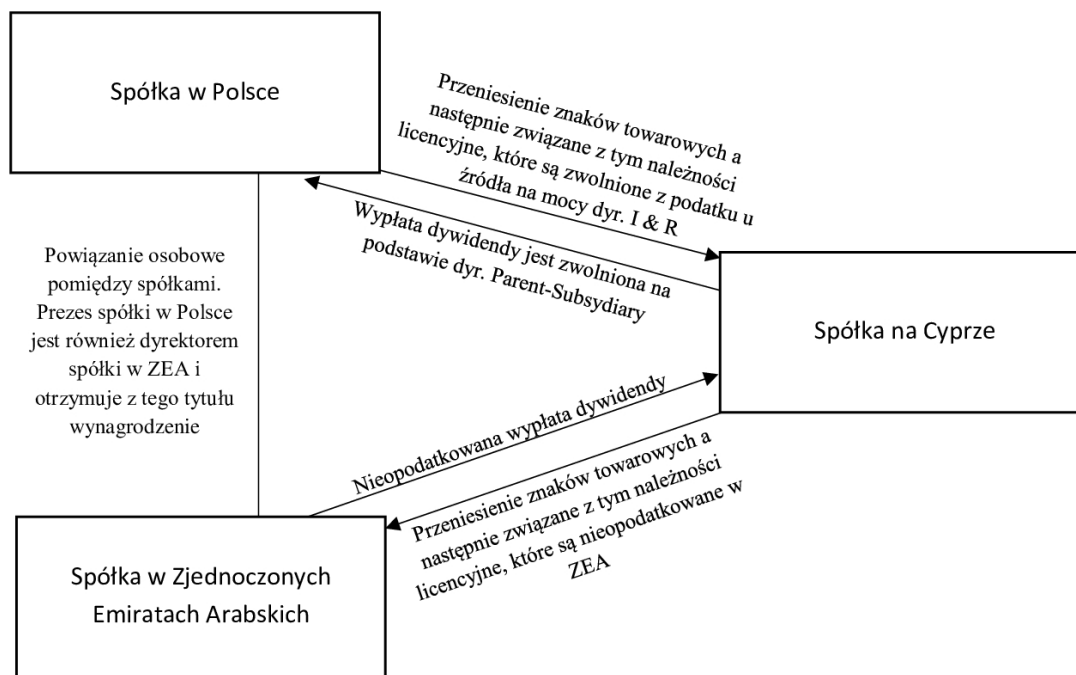 Spółka w Polsce
Przeniesienie znaków towarowych a
następnie związane z tym należności
licencyjne, które są zwolnione z podatku u
źródła na mocy dyr. I & R
Wypłata dywidendy jest zwolniona na
podstawie dyr. Parent-Subsydiary
Powiązanie osobowe
pomiędzy spółkami.
Prezes spółki w Polsce
jest również dyrektorem
spółki w ZEA i
otrzymuje z tego tytułu
wynagrodzenie
Spółka na Cyprze
Nieopodatkowana wypłata dywidendy
Przeniesienie znaków towarowych a
następnie związane z tym należności
licencyjne, które są nieopodatkowane w
ZEA
Spółka w Zjednoczonych
Emiratach Arabskich